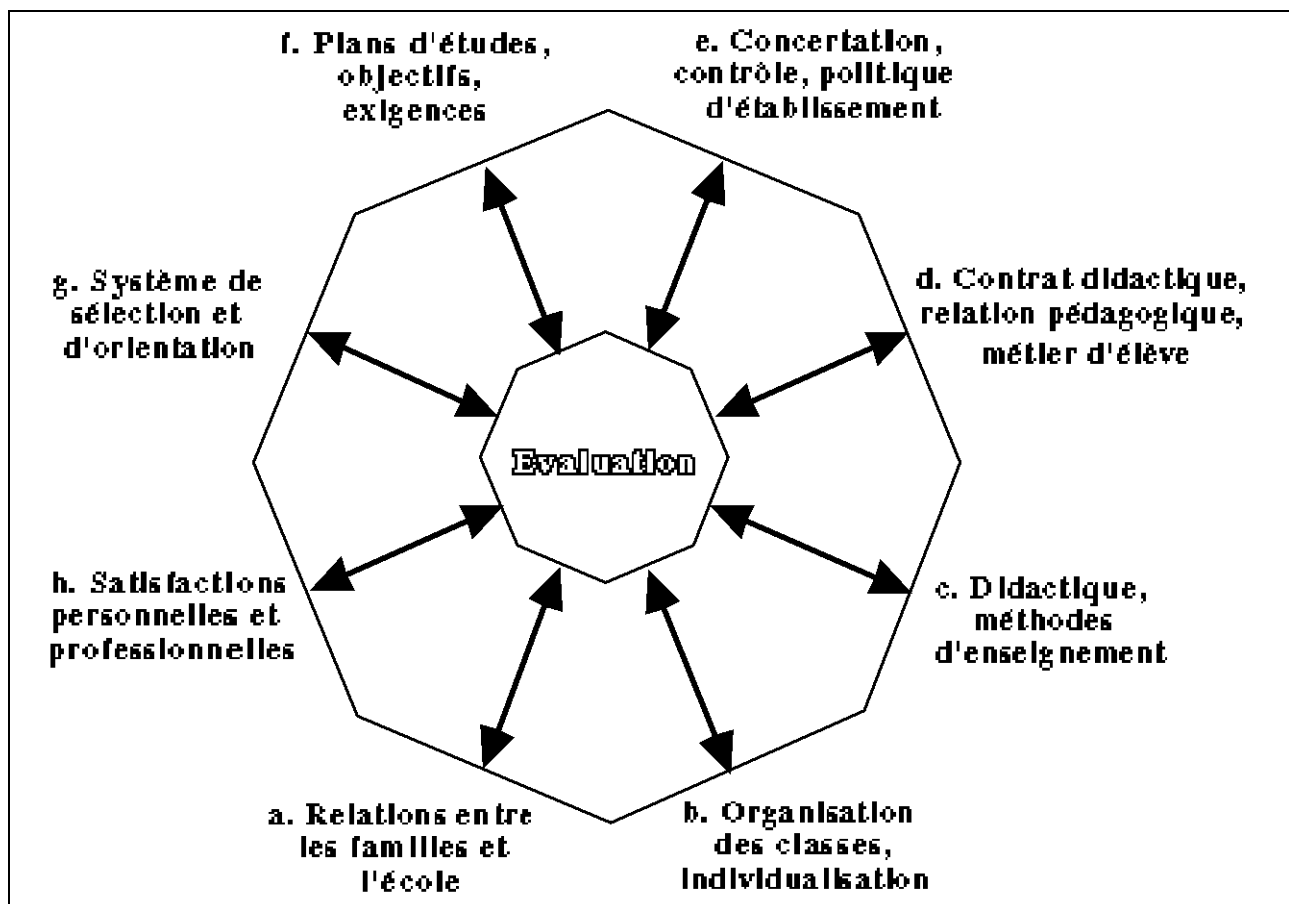 f. Plans d'études,
objectifs,
exigences
e. Concertation,
contrôle, politique
d'établissement
g. Système de
sélection et
d'orientation
d. Contrat didactique,
relation pédagogique,
métier d'élève
Evaluation
h. Satisfactions
personnelles et
professionnelles
c. Didactique,
méthodes
d'enseignement
a. Relations entre
les familles et
l'école
b. Organisation
des classes,
individualisation